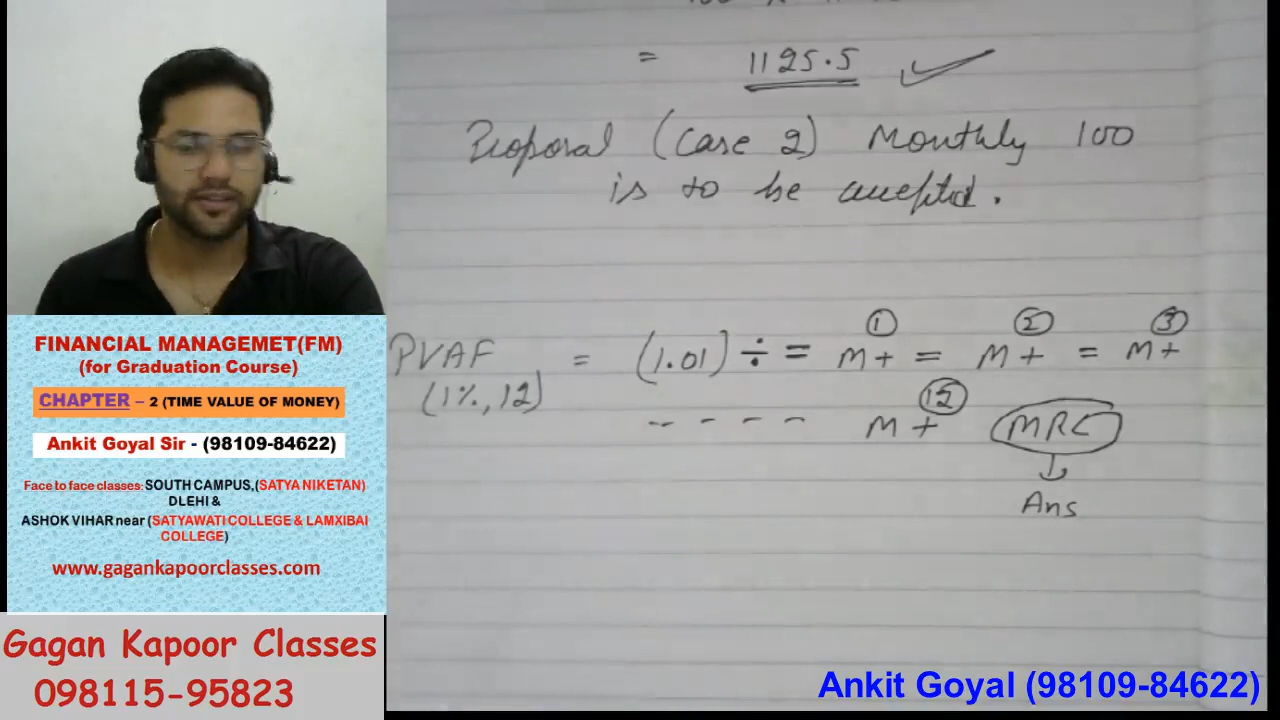 = 1125.5
Proposal (Case 2) Monthly 100
is to be accepted.
PVAF = (1.01) ÷ = M+ ① = M+ ② = M+ ③
(1%, 12)
- - - - M+ ⑫ MRC
Ans
FINANCIAL MANAGEMET(FM)
(for Graduation Course)
CHAPTER – 2 (TIME VALUE OF MONEY)
Ankit Goyal Sir - (98109-84622)
Face to face classes: SOUTH CAMPUS,(SATYA NIKETAN)
DLEHI &
ASHOK VIHAR near (SATYAWATI COLLEGE & LAMXIBAI
COLLEGE)
www.gagankapoorclasses.com
Gagan Kapoor Classes
098115-95823
Ankit Goyal (98109-84622)